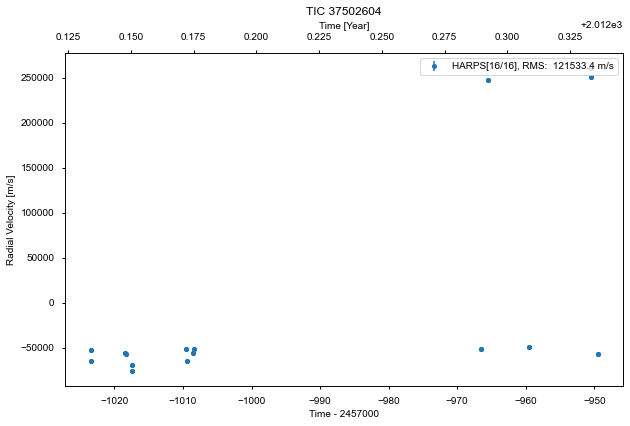 TIC 37502604
Time [Year]
+2.012e3
0.125 0.150 0.175 0.200 0.225 0.250 0.275 0.300 0.325
HARPS[16/16], RMS: 121533.4 m/s
250000
200000
150000
100000
50000
0
−50000
Radial Velocity [m/s]
−1020 −1010 −1000 −990 −980 −970 −960 −950
Time - 2457000